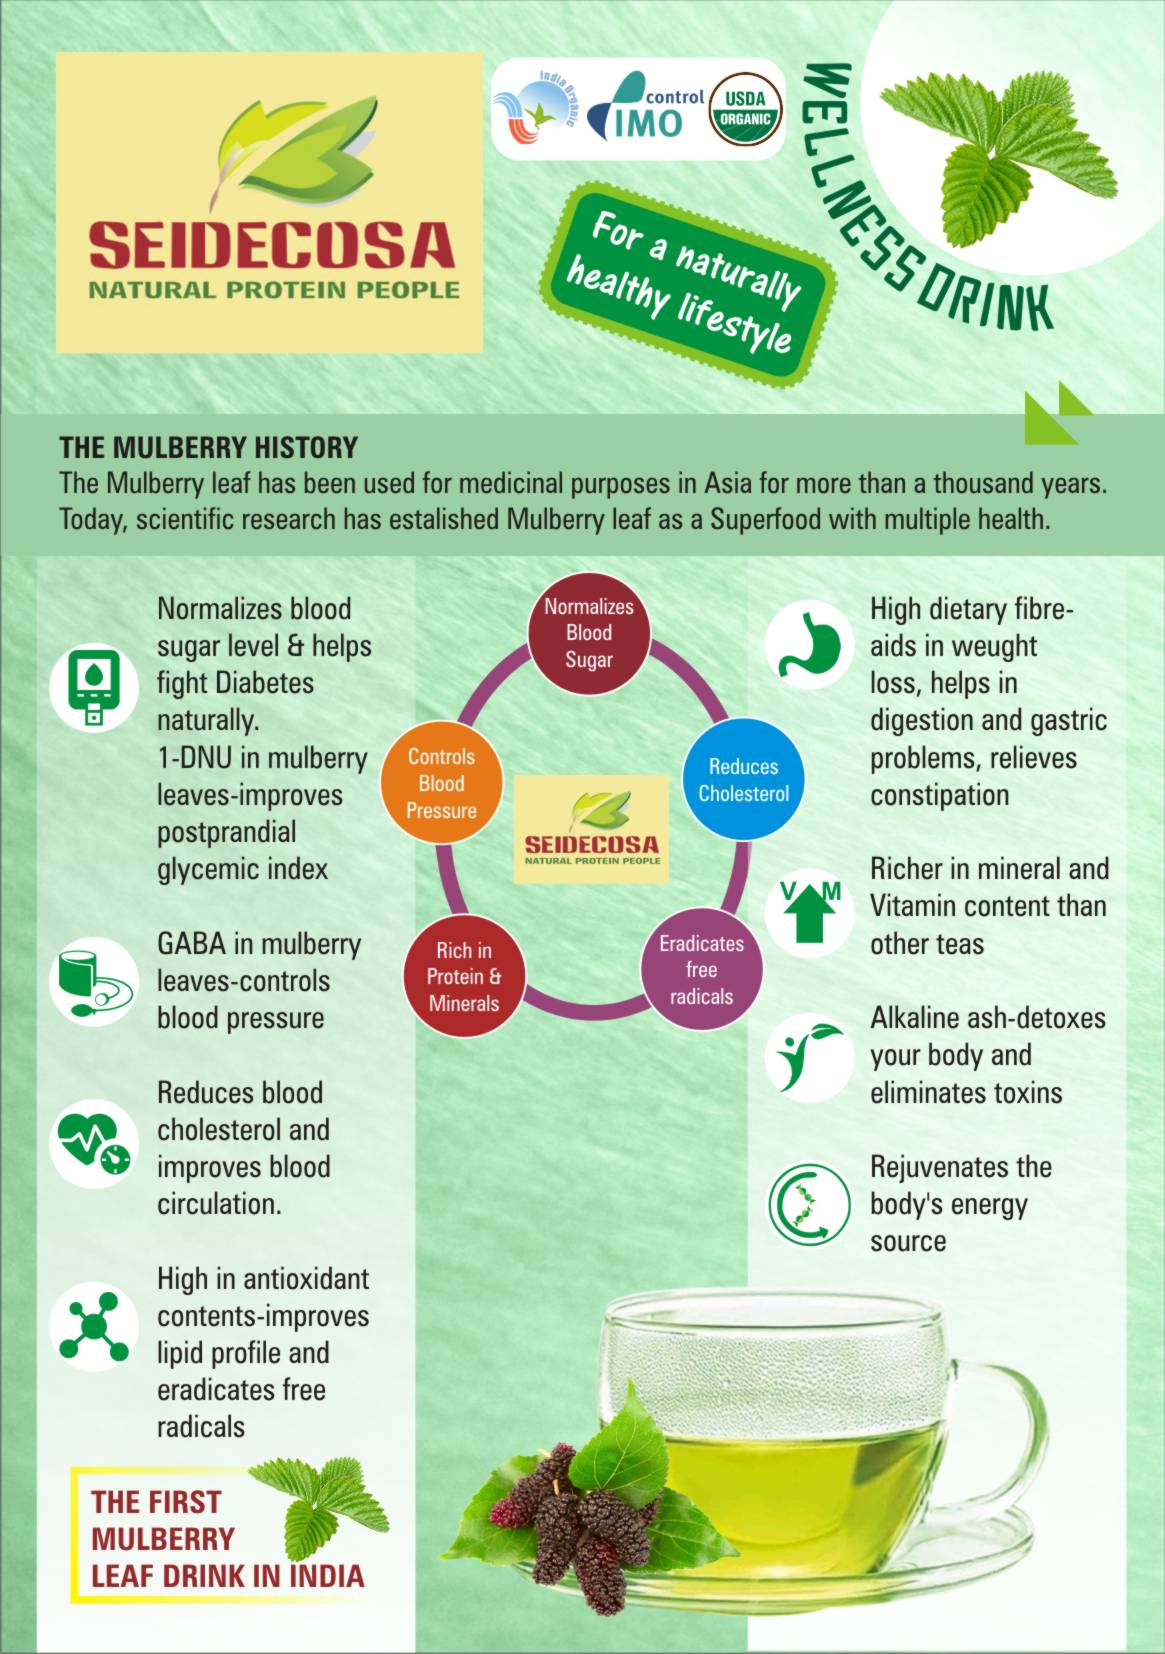 SEIDECOSA
NATURAL PROTEIN PEOPLE
India Organic
control
IMO
USDA
ORGANIC
WELLNESS DRINK
For a naturally
healthy lifestyle
THE MULBERRY HISTORY
The Mulberry leaf has been used for medicinal purposes in Asia for more than a thousand years.
Today, scientific research has estalished Mulberry leaf as a Superfood with multiple health.
Normalizes blood
sugar level & helps
fight Diabetes
naturally.
1-DNU in mulberry
leaves-improves
postprandial
glycemic index
GABA in mulberry
leaves-controls
blood pressure
Reduces blood
cholesterol and
improves blood
circulation.
High in antioxidant
contents-improves
lipid profile and
eradicates free
radicals
Normalizes
Blood
Sugar
Controls
Blood
Pressure
Reduces
Cholesterol
SEIDECOSA
NATURAL PROTEIN PEOPLE
Rich in
Protein &
Minerals
Eradicates
free
radicals
High dietary fibre-
aids in weught
loss, helps in
digestion and gastric
problems, relieves
constipation
V M
Richer in mineral and
Vitamin content than
other teas
Alkaline ash-detoxes
your body and
eliminates toxins
Rejuvenates the
body's energy
source
THE FIRST
MULBERRY
LEAF DRINK IN INDIA